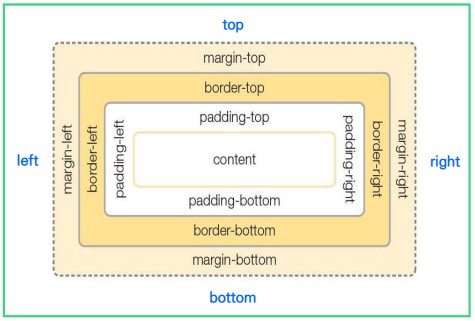 top
margin-top
border-top
padding-top
left
margin-left
border-left
padding-left
content
padding-right
border-right
margin-right
right
padding-bottom
border-bottom
margin-bottom
bottom